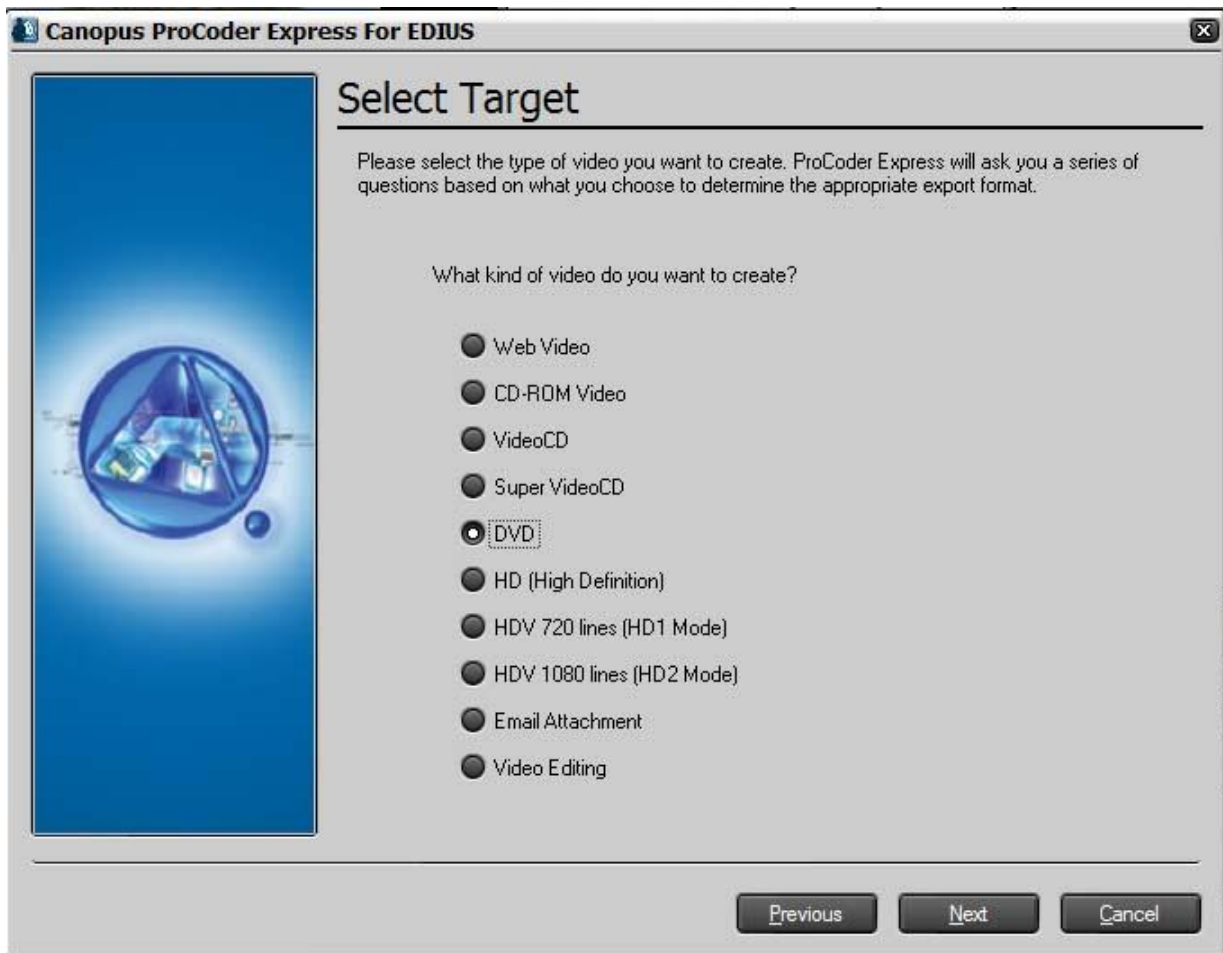 Canopus ProCoder Express For EDIUS
Select Target
Please select the type of video you want to create. ProCoder Express will ask you a series of
questions based on what you choose to determine the appropriate export format.
What kind of video do you want to create?
Web Video
CD-ROM Video
VideoCD
Super VideoCD
DVD
HD (High Definition)
HDV 720 lines (HD1 Mode)
HDV 1080 lines (HD2 Mode)
Email Attachment
Video Editing
Previous Next Cancel